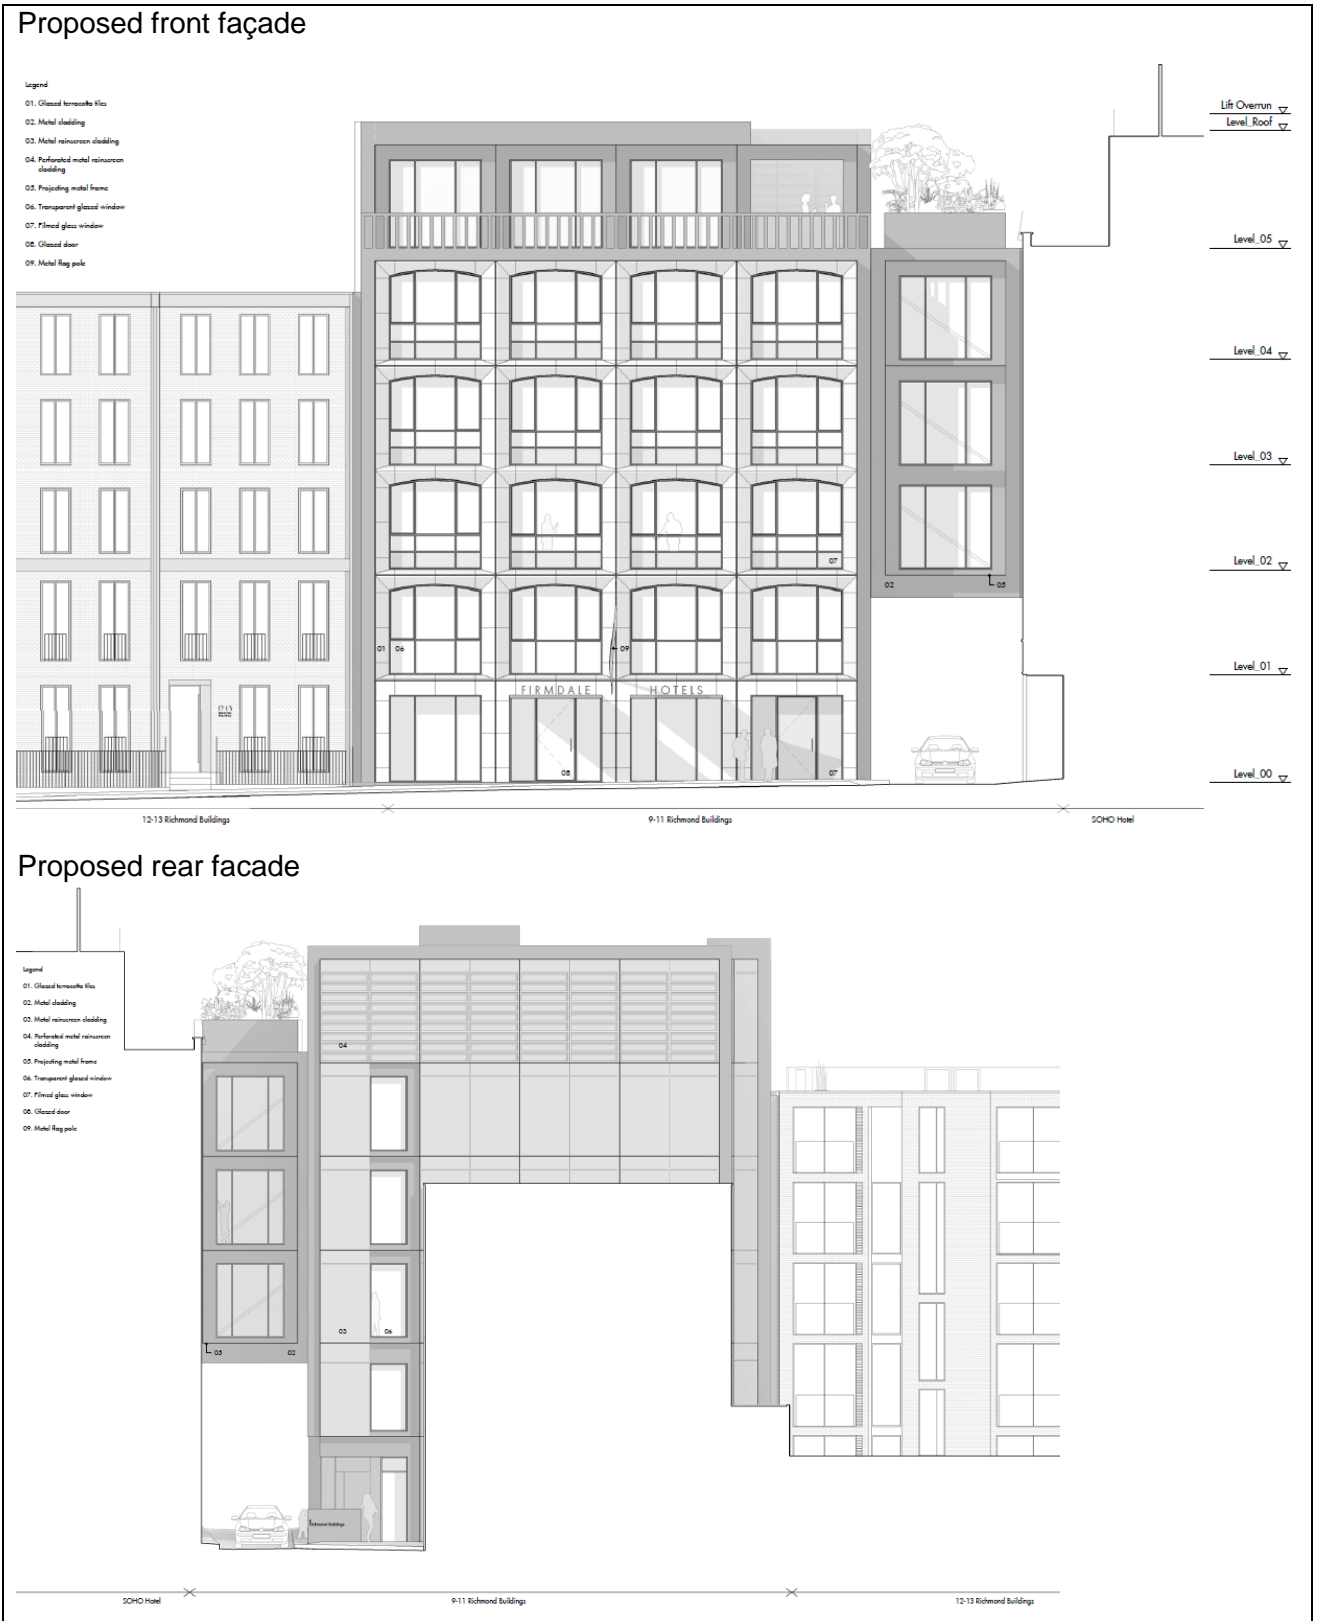 Proposed front façade
Legend
01. Glazed terracotta tiles
02. Metal cladding
03. Metal rainscreen cladding
04. Perforated metal rainscreen
cladding
05. Projecting metal frame
06. Transparent glazed window
07. Filmed glass window
08. Glazed door
09. Metal flag pole
Lift Overrun
Level_Roof
Level_05
Level_04
Level_03
Level_02
Level_01
Level_00
07
02
05
01
06
09
FIRMDALE HOTELS
12-13
08
07
12-13 Richmond Buildings
9-11 Richmond Buildings
SOHO Hotel
Proposed rear facade
Legend
01. Glazed terracotta tiles
02. Metal cladding
03. Metal rainscreen cladding
04. Perforated metal rainscreen
cladding
05. Projecting metal frame
06. Transparent glazed window
07. Filmed glass window
08. Glazed door
09. Metal flag pole
04
03
06
05
02
Richmond Buildings
SOHO Hotel
9-11 Richmond Buildings
12-13 Richmond Buildings